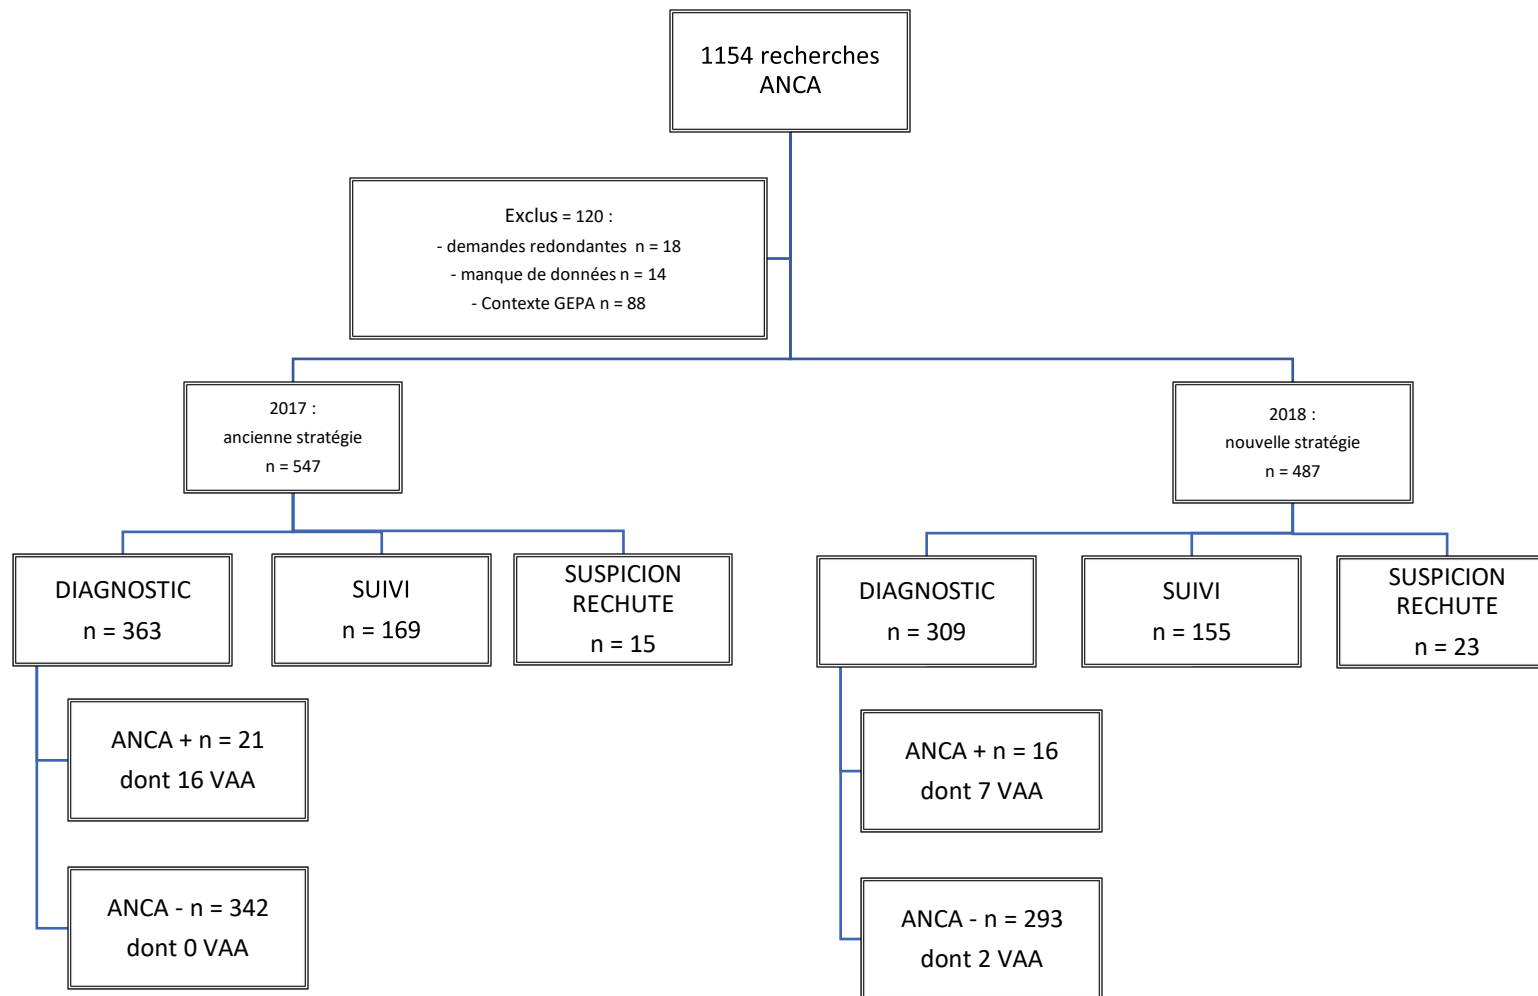 1154 recherches
ANCA
Exclus = 120 :
- demandes redondantes n = 18
- manque de données n = 14
- Contexte GEPA n = 88
2017 :
ancienne stratégie
n = 547
2018 :
nouvelle stratégie
n = 487
DIAGNOSTIC
n = 363
SUIVI
n = 169
SUSPICION
RECHUTE
n = 15
DIAGNOSTIC
n = 309
SUIVI
n = 155
SUSPICION
RECHUTE
n = 23
ANCA + n = 21
dont 16 VAA
ANCA - n = 342
dont 0 VAA
ANCA + n = 16
dont 7 VAA
ANCA - n = 293
dont 2 VAA